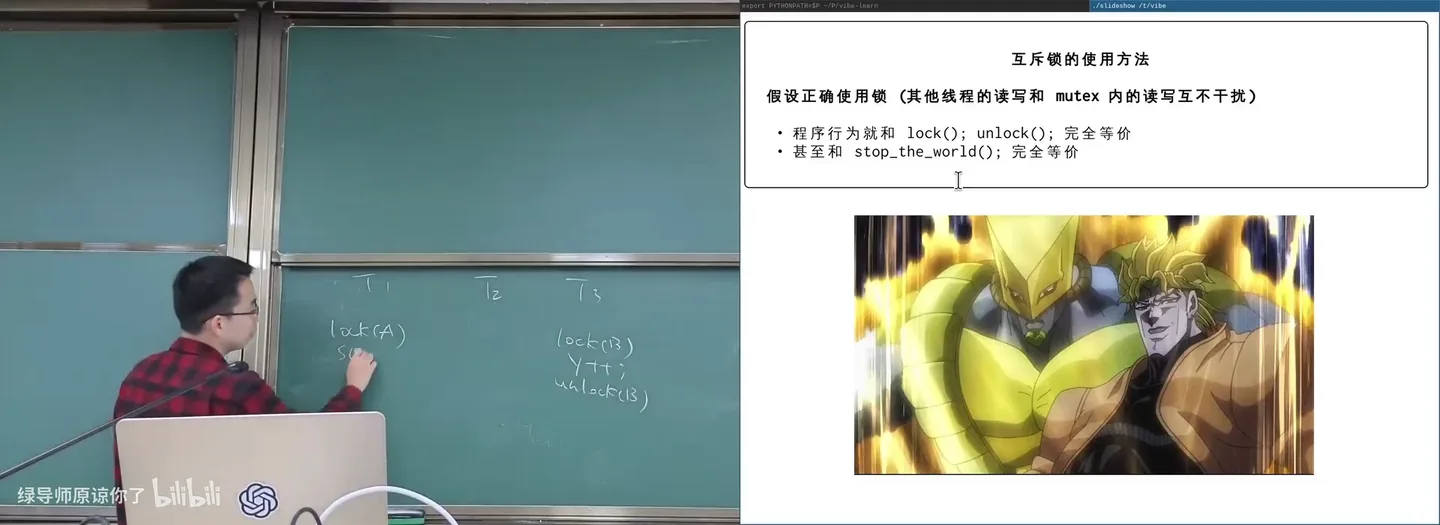 export PYTHONPATH=$P ~/P/vibe-learn
./slideshow /t/vibe
互斥锁的使用方法
假设正确使用锁 (其他线程的读写和 mutex 内的读写互不干扰)
• 程序行为就和 lock(); unlock(); 完全等价
• 甚至和 stop_the_world(); 完全等价
T1
T2
T3
lock(A)
lock(B)
y++;
unlock(B)
绿导师原谅你了 bilibili